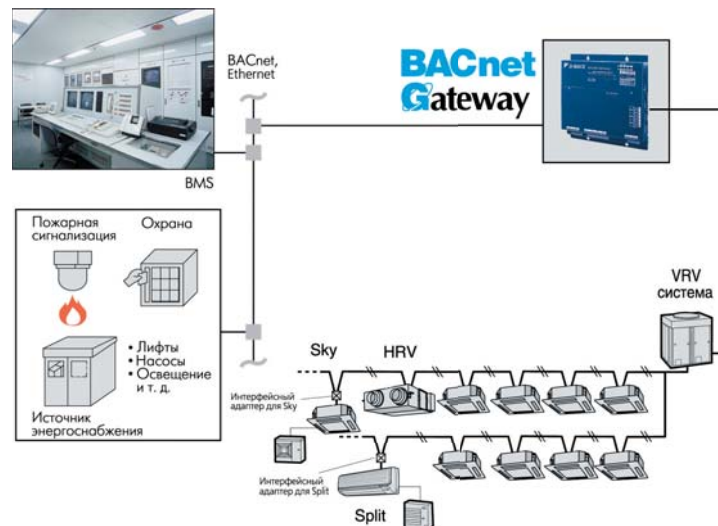 BACnet,
Ethernet
BACnet
Gateway
BMS
Пожарная
сигнализация
Охрана
• Лифты
• Насосы
• Освещение
и т. д.
Источник
энергоснабжения
VRV
система
Sky
HRV
Интерфейсный
адаптер для Sky
Интерфейсный
адаптер для Split
Split